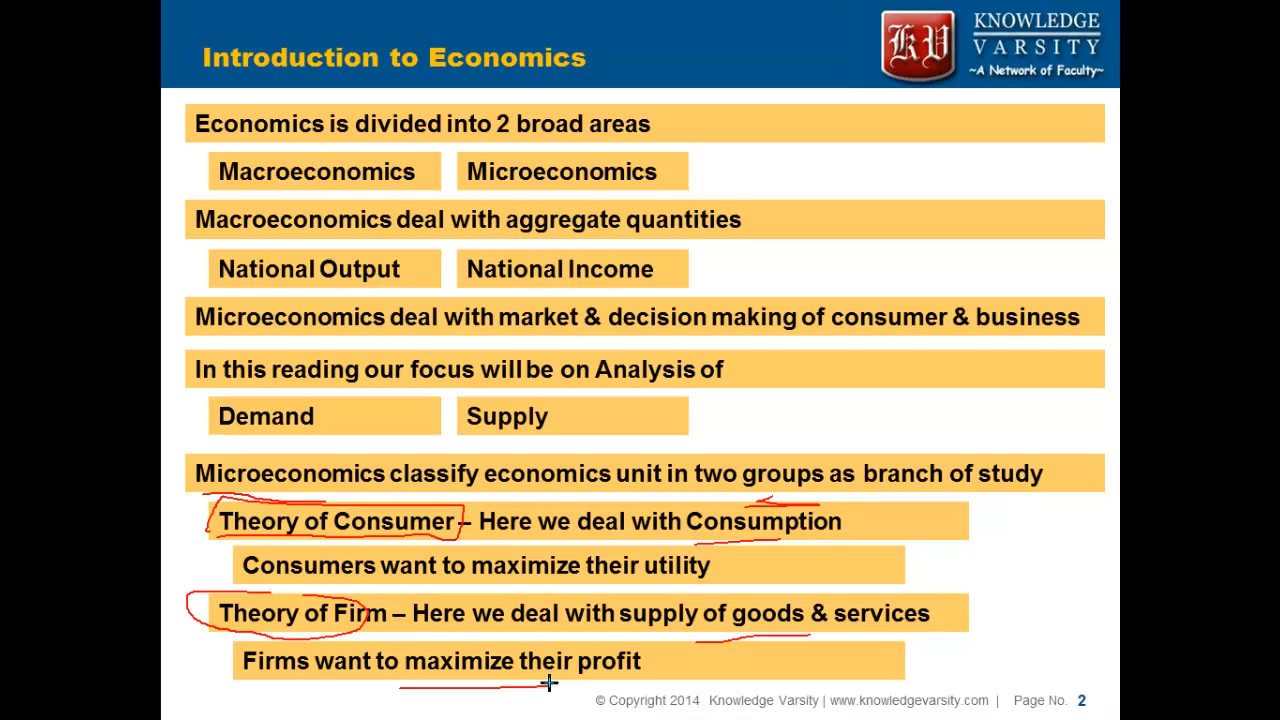 Introduction to Economics
KV
KNOWLEDGE
VARSITY
~A Network of Faculty~
Economics is divided into 2 broad areas
Macroeconomics
Microeconomics
Macroeconomics deal with aggregate quantities
National Output
National Income
Microeconomics deal with market & decision making of consumer & business
In this reading our focus will be on Analysis of
Demand
Supply
Microeconomics classify economics unit in two groups as branch of study
Theory of Consumer – Here we deal with Consumption
Consumers want to maximize their utility
Theory of Firm – Here we deal with supply of goods & services
Firms want to maximize their profit
© Copyright 2014 Knowledge Varsity | www.knowledgevarsity.com | Page No. 2